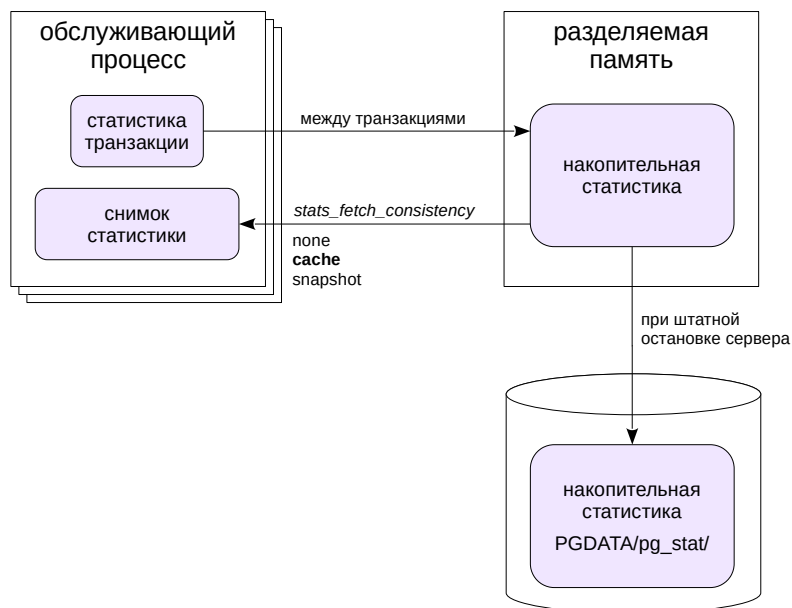 обслуживающий
процесс
статистика
транзакции
снимок
статистики
между транзакциями
stats_fetch_consistency
none
cache
snapshot
разделяемая
память
накопительная
статистика
при штатной
остановке сервера
накопительная
статистика
PGDATA/pg_stat/